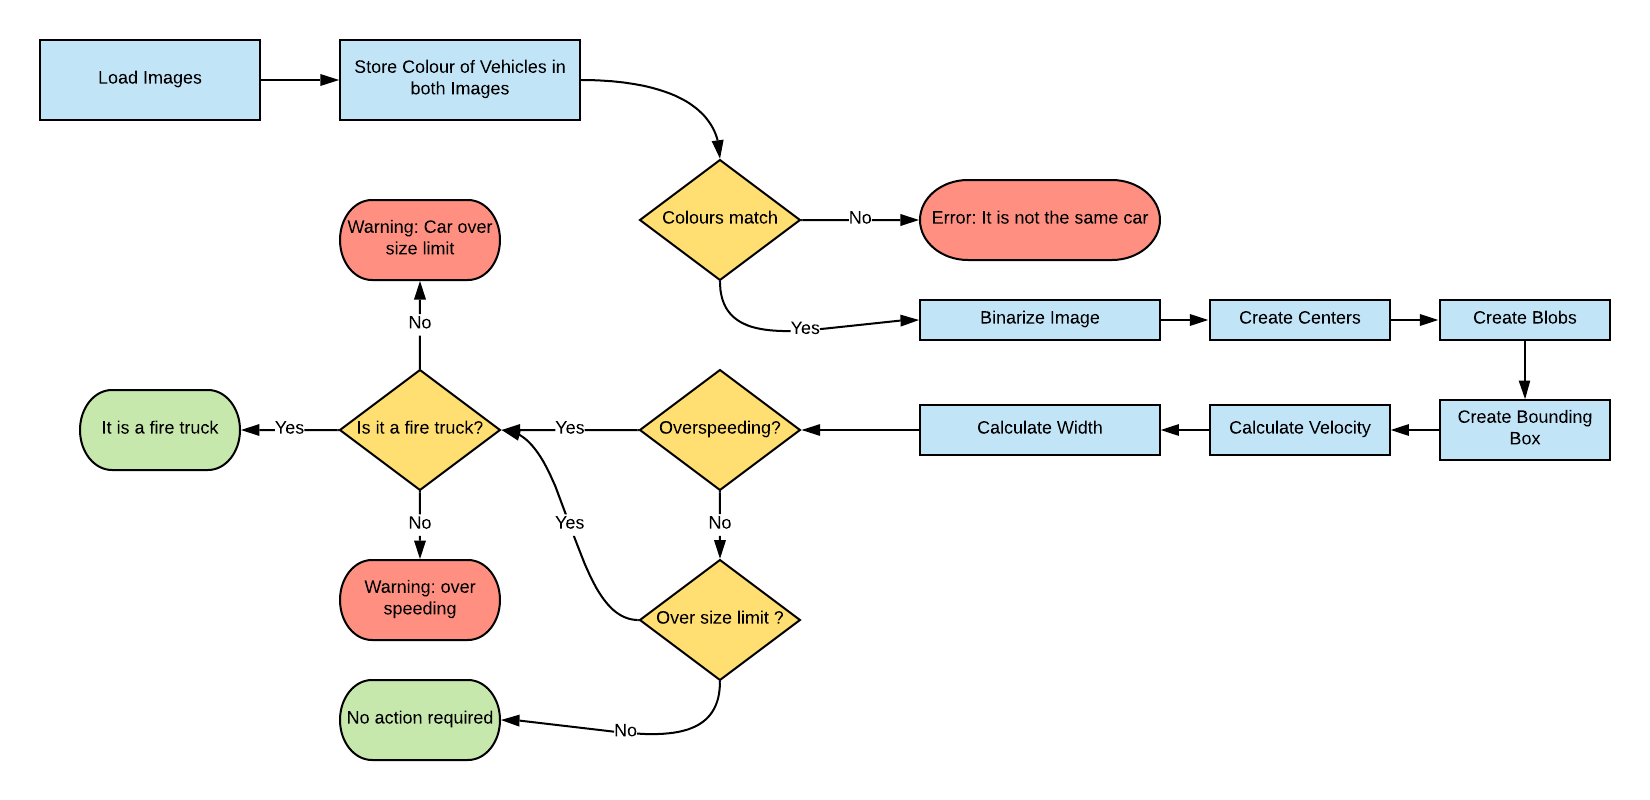 Load Images
Store Colour of Vehicles in
both Images
Colours match
No
Error: It is not the same car
Yes
Binarize Image
Create Centers
Create Blobs
Create Bounding
Box
Calculate Velocity
Calculate Width
Overspeeding?
Yes
No
Over size limit ?
Yes
No
No action required
Is it a fire truck?
No
Warning: Car over
size limit
Yes
It is a fire truck
No
Warning: over
speeding